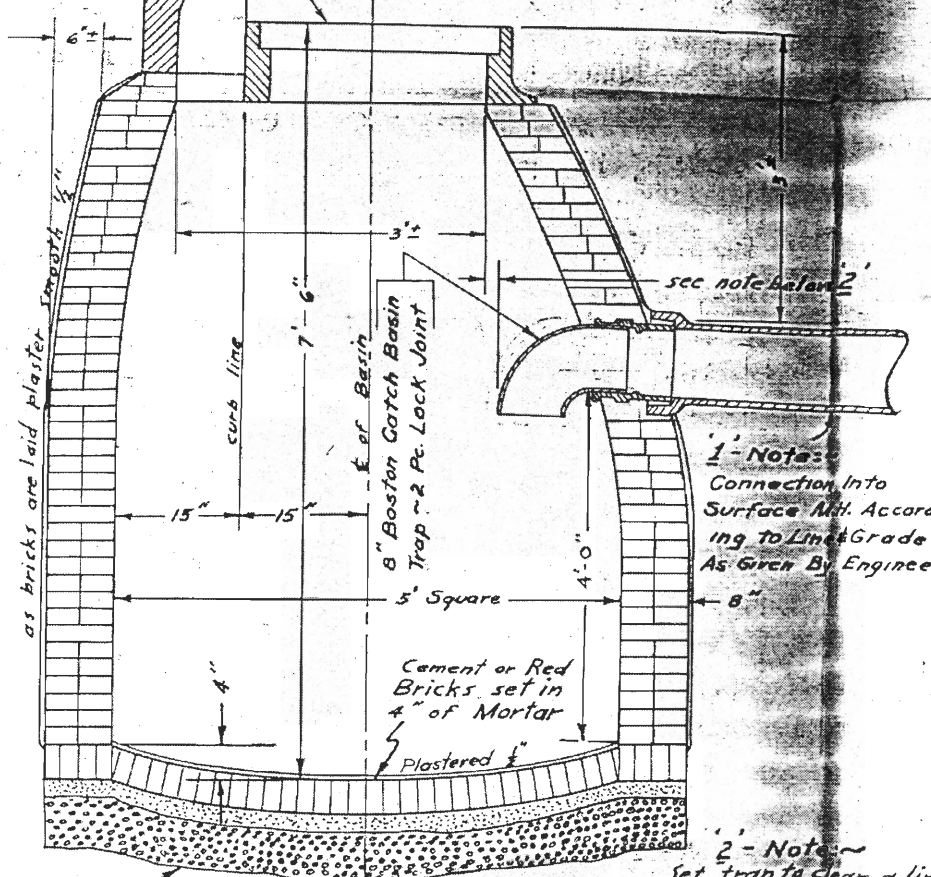 6"±
3'
3'±
see note below '2'
7'-6"
as bricks are laid plaster smooth ½"
curb line
℄ of Basin
8" Boston Catch Basin
Trap ~ 2 Pc. Lock Joint
'1' - Note:
Connection Into
Surface M.H. Accord
ing to Line & Grade
As Given By Enginee
15"
15"
4'-0"
5' Square
8"
4"
Cement or Red
Bricks set in
4" of Mortar
Plastered ½"
'2' - Note ~
Set trap to clear a lin